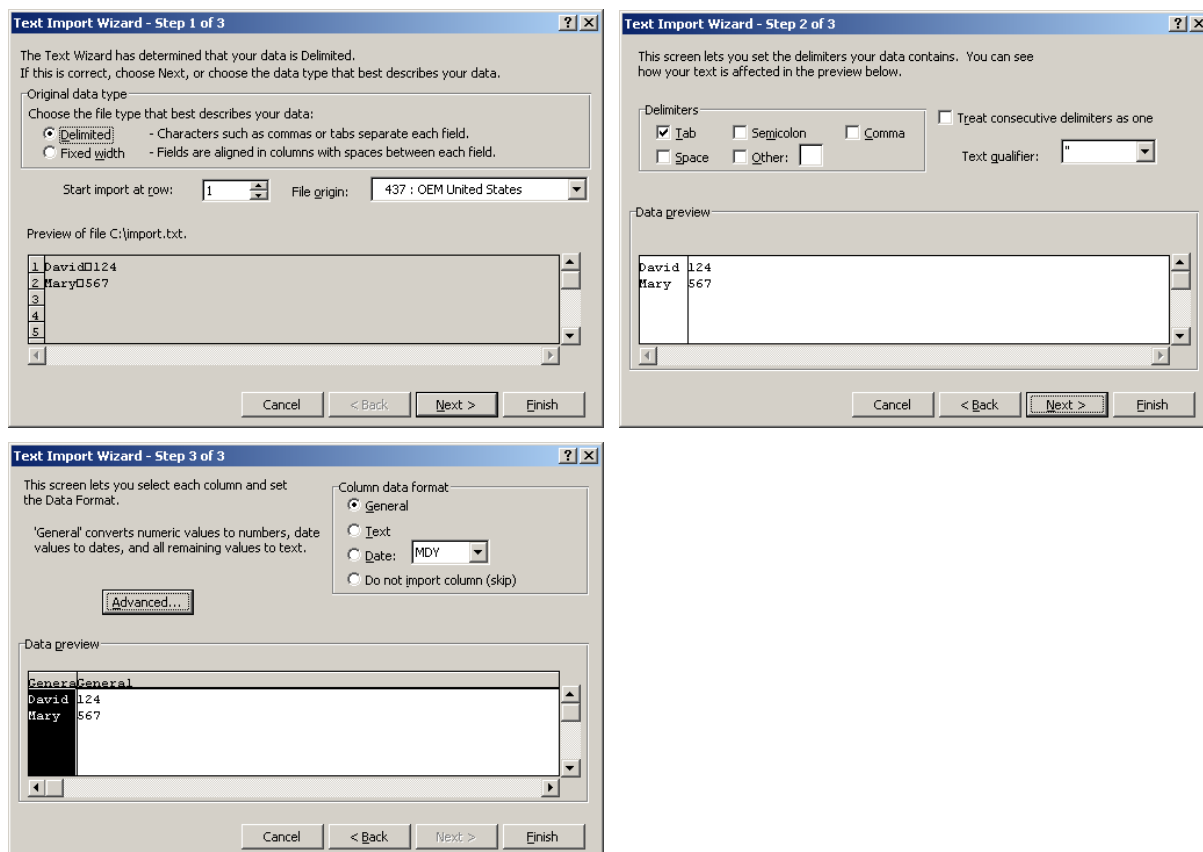 Text Import Wizard - Step 1 of 3
The Text Wizard has determined that your data is Delimited.
If this is correct, choose Next, or choose the data type that best describes your data.
Original data type
Choose the file type that best describes your data:
Delimited - Characters such as commas or tabs separate each field.
Fixed width - Fields are aligned in columns with spaces between each field.
Start import at row: 1 File origin: 437 : OEM United States
Preview of file C:\import.txt.
1 David□124
2 Mary□567
3
4
5
Cancel < Back Next > Finish
Text Import Wizard - Step 2 of 3
This screen lets you set the delimiters your data contains. You can see
how your text is affected in the preview below.
Delimiters
Tab Semicolon Comma
Space Other:
Treat consecutive delimiters as one
Text qualifier: "
Data preview
David 124
Mary 567
Cancel < Back Next > Finish
Text Import Wizard - Step 3 of 3
This screen lets you select each column and set
the Data Format.
'General' converts numeric values to numbers, date
values to dates, and all remaining values to text.
Advanced...
Column data format
General
Text
Date: MDY
Do not import column (skip)
Data preview
GeneraGeneral
David 124
Mary 567
Cancel < Back Next > Finish